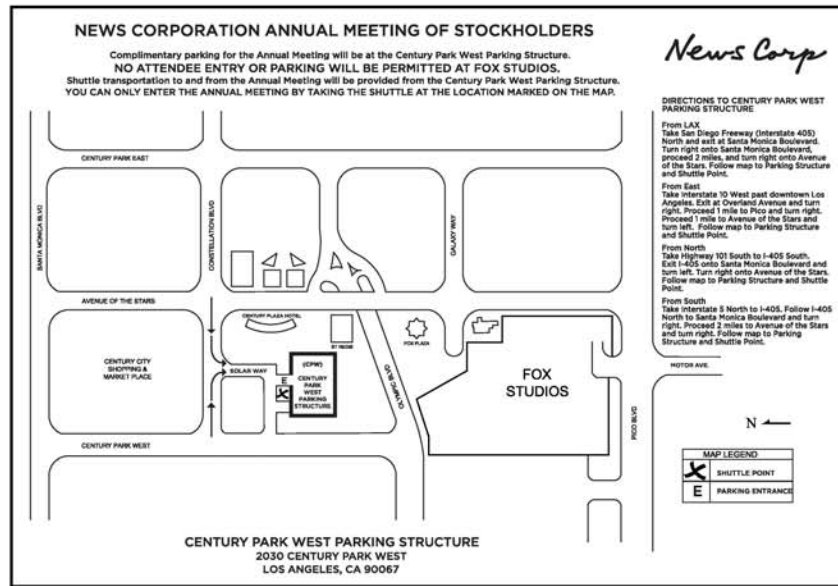 NEWS CORPORATION ANNUAL MEETING OF STOCKHOLDERS
Complimentary parking for the Annual Meeting will be at the Century Park West Parking Structure.
NO ATTENDEE ENTRY OR PARKING WILL BE PERMITTED AT FOX STUDIOS.
Shuttle transportation to and from the Annual Meeting will be provided from the Century Park West Parking Structure.
YOU CAN ONLY ENTER THE ANNUAL MEETING BY TAKING THE SHUTTLE AT THE LOCATION MARKED ON THE MAP.
News Corp
DIRECTIONS TO CENTURY PARK WEST
PARKING STRUCTURE
From LAX
Take San Diego Freeway (Interstate 405)
North and exit at Santa Monica Boulevard.
Turn right onto Santa Monica Boulevard,
proceed 2 miles, and turn right onto Avenue
of the Stars. Follow map to Parking Structure
and Shuttle Point.
From East
Take Interstate 10 West past downtown Los
Angeles. Exit at Overland Avenue and turn
right. Proceed 1 mile to Pico and turn right.
Proceed 1 mile to Avenue of the Stars and
turn left. Follow map to Parking Structure
and Shuttle Point.
From North
Take Highway 101 South to I-405 South.
Exit I-405 onto Santa Monica Boulevard and
turn left. Turn right onto Avenue of the Stars.
Follow map to Parking Structure and Shuttle
Point.
From South
Take Interstate 5 North to I-405. Follow I-405
North to Santa Monica Boulevard and turn
right. Proceed 2 miles to Avenue of the Stars
and turn right. Follow map to Parking
Structure and Shuttle Point.
CENTURY PARK EAST
SANTA MONICA BLVD
CONSTELLATION BLVD
GALAXY WAY
AVENUE OF THE STARS
CENTURY PLAZA HOTEL
FOX PLAZA
CENTURY CITY
SHOPPING &
MARKET PLACE
SOLAR WAY
E
(CPW)
CENTURY
PARK
WEST
PARKING
STRUCTURE
OLYMPIC BLVD
FOX
STUDIOS
PICO BLVD
MOTOR AVE.
CENTURY PARK WEST
N
MAP LEGEND
SHUTTLE POINT
E PARKING ENTRANCE
CENTURY PARK WEST PARKING STRUCTURE
2030 CENTURY PARK WEST
LOS ANGELES, CA 90067